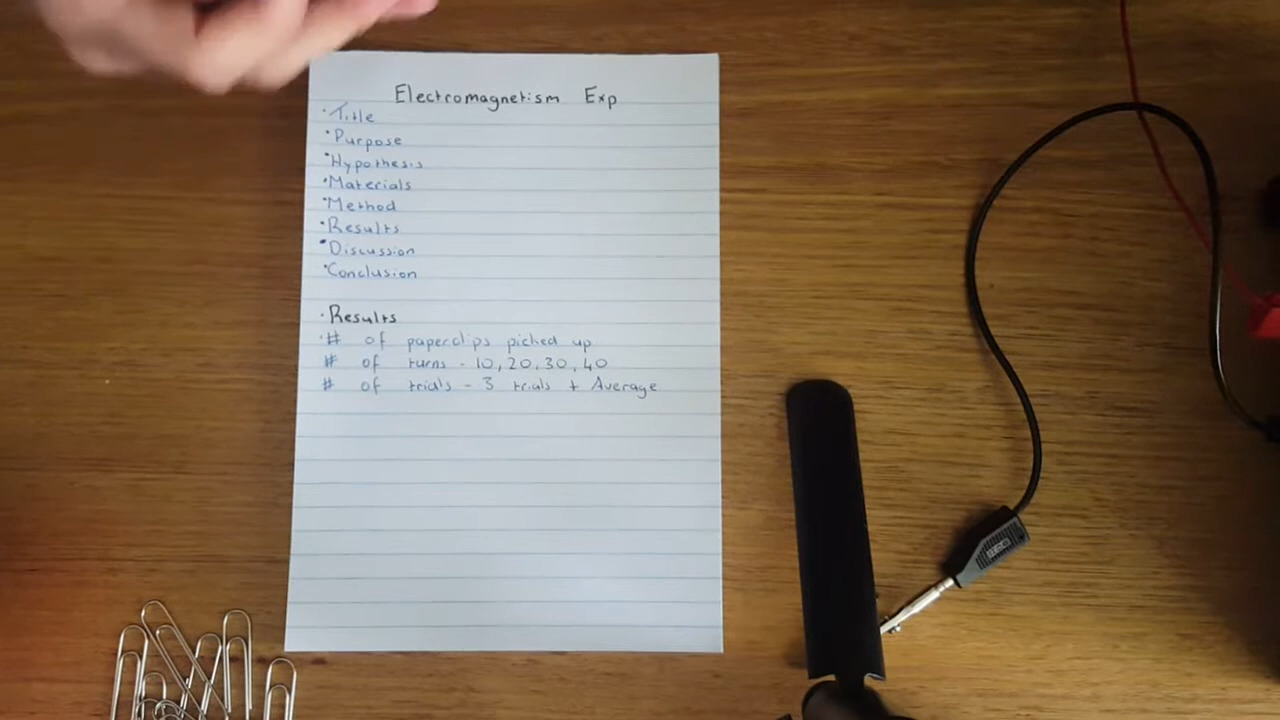 Electromagnetism Exp
· Title
· Purpose
· Hypothesis
· Materials
· Method
· Results
· Discussion
· Conclusion
· Results
· # of paperclips picked up
# of turns - 10, 20, 30, 40
# of trials - 3 trials + Average